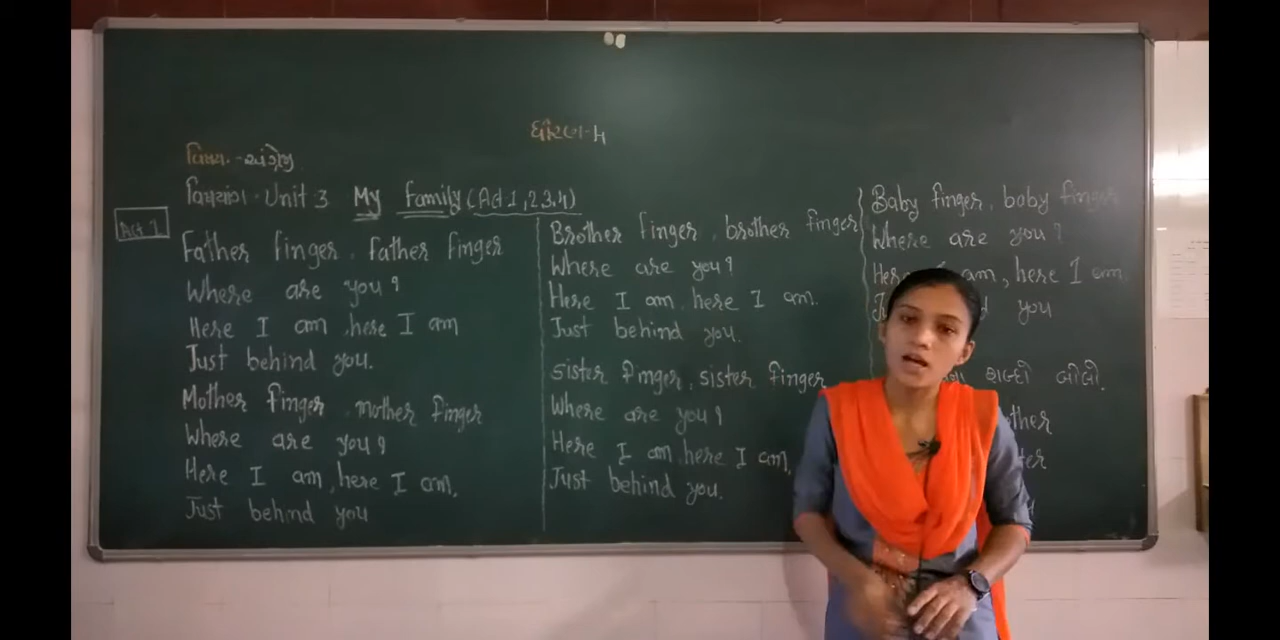 ધોરણ-૫
વિષય - અંગ્રેજી
વિષયાંગ - Unit 3 My Family (Act 1, 2 3, 4)
Act 1
Father finger, father finger
Where are you?
Here I am, here I am
Just behind you.
Mother finger, mother finger
Where are you?
Here I am, here I am.
Just behind you
Brother finger, brother finger
Where are you?
Here I am, here I am.
Just behind you.
Sister finger, sister finger
Where are you?
Here I am, here I am.
Just behind you.
Baby finger, baby finger
Where are you?
Here I am, here I am
you
શબ્દો બોલો.